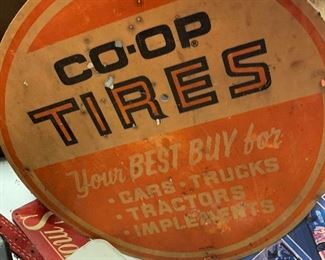 CO-OP®
TIRES
Your BEST BUY for
• CARS • TRUCKS
• TRACTORS
• IMPLEMENTS